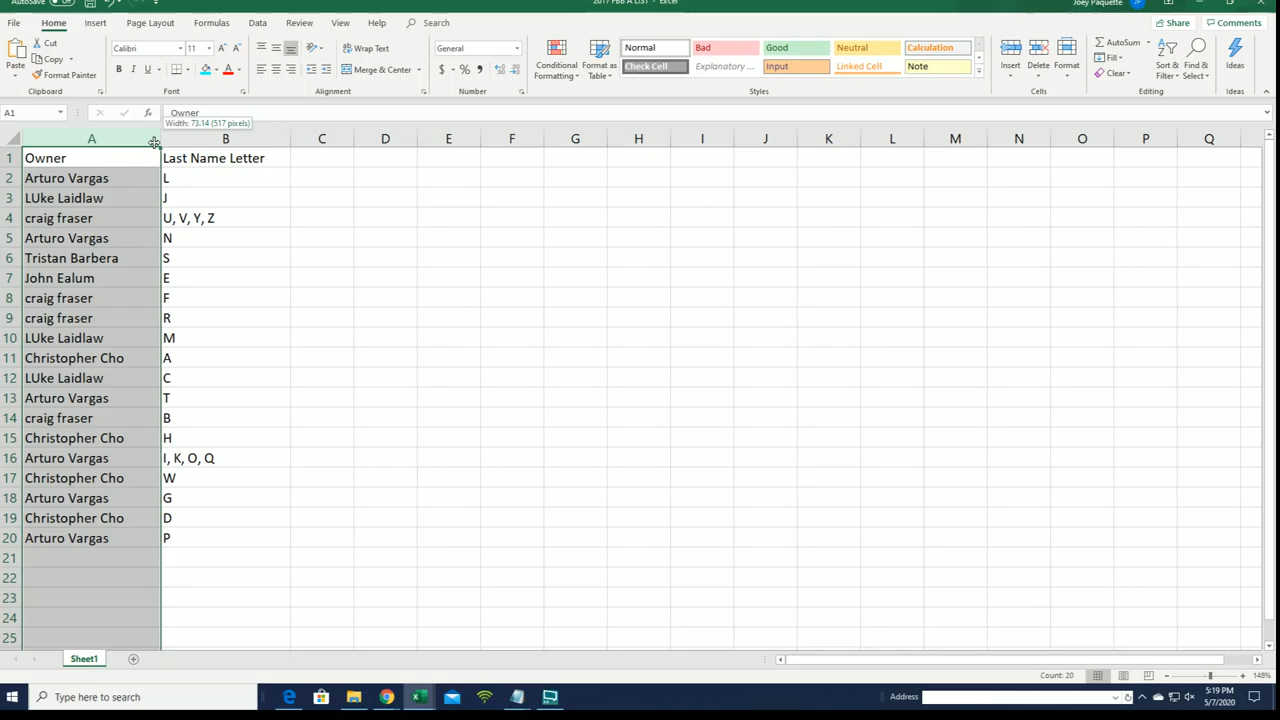 AutoSave
2017 FBB A LIST - Excel
Joey Paquette
File Home Insert Page Layout Formulas Data Review View Help Search
Share Comments
Paste
Cut
Copy
Format Painter
Clipboard
Calibri 11
B I U
Font
Wrap Text
Merge & Center
Alignment
General
$ % 9
Number
Conditional Formatting
Format as Table
Normal Bad Good Neutral Calculation
Check Cell Explanatory ... Input Linked Cell Note
Styles
Insert Delete Format
Cells
AutoSum
Fill
Clear
Sort & Filter
Find & Select
Editing
Ideas
Ideas
A1 fx Owner
Width: 73.14 (517 pixels)
A B C D E F G H I J K L M N O P Q
1 Owner Last Name Letter
2 Arturo Vargas L
3 LUke Laidlaw J
4 craig fraser U, V, Y, Z
5 Arturo Vargas N
6 Tristan Barbera S
7 John Ealum E
8 craig fraser F
9 craig fraser R
10 LUke Laidlaw M
11 Christopher Cho A
12 LUke Laidlaw C
13 Arturo Vargas T
14 craig fraser B
15 Christopher Cho H
16 Arturo Vargas I, K, O, Q
17 Christopher Cho W
18 Arturo Vargas G
19 Christopher Cho D
20 Arturo Vargas P
21
22
23
24
25
Sheet1
Count: 20
148%
Type here to search
Address
5:19 PM
5/7/2020